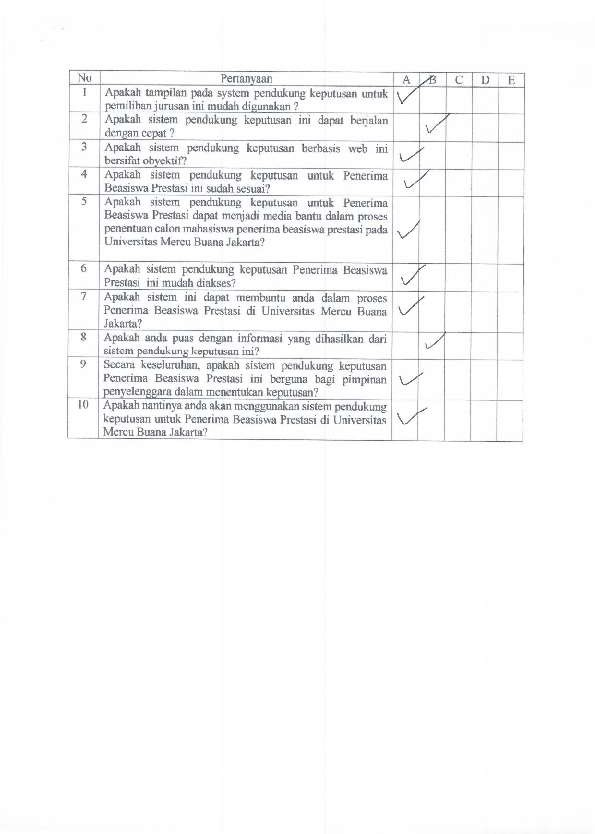 No Pertanyaan A B C D E
1 Apakah tampilan pada system pendukung keputusan untuk
pemilihan jurusan ini mudah digunakan ?
2 Apakah sistem pendukung keputusan ini dapat berjalan
dengan cepat ?
3 Apakah sistem pendukung keputusan berbasis web ini
bersifat obyektif?
4 Apakah sistem pendukung keputusan untuk Penerima
Beasiswa Prestasi ini sudah sesuai?
5 Apakah sistem pendukung keputusan untuk Penerima
Beasiswa Prestasi dapat menjadi media bantu dalam proses
penentuan calon mahasiswa penerima beasiswa prestasi pada
Universitas Mercu Buana Jakarta?
6 Apakah sistem pendukung keputusan Penerima Beasiswa
Prestasi ini mudah diakses?
7 Apakah sistem ini dapat membantu anda dalam proses
Penerima Beasiswa Prestasi di Universitas Mercu Buana
Jakarta?
8 Apakah anda puas dengan informasi yang dihasilkan dari
sistem pendukung keputusan ini?
9 Secara keseluruhan, apakah sistem pendukung keputusan
Penerima Beasiswa Prestasi ini berguna bagi pimpinan
penyelenggara dalam menentukan keputusan?
10 Apakah nantinya anda akan menggunakan sistem pendukung
keputusan untuk Penerima Beasiswa Prestasi di Universitas
Mercu Buana Jakarta?